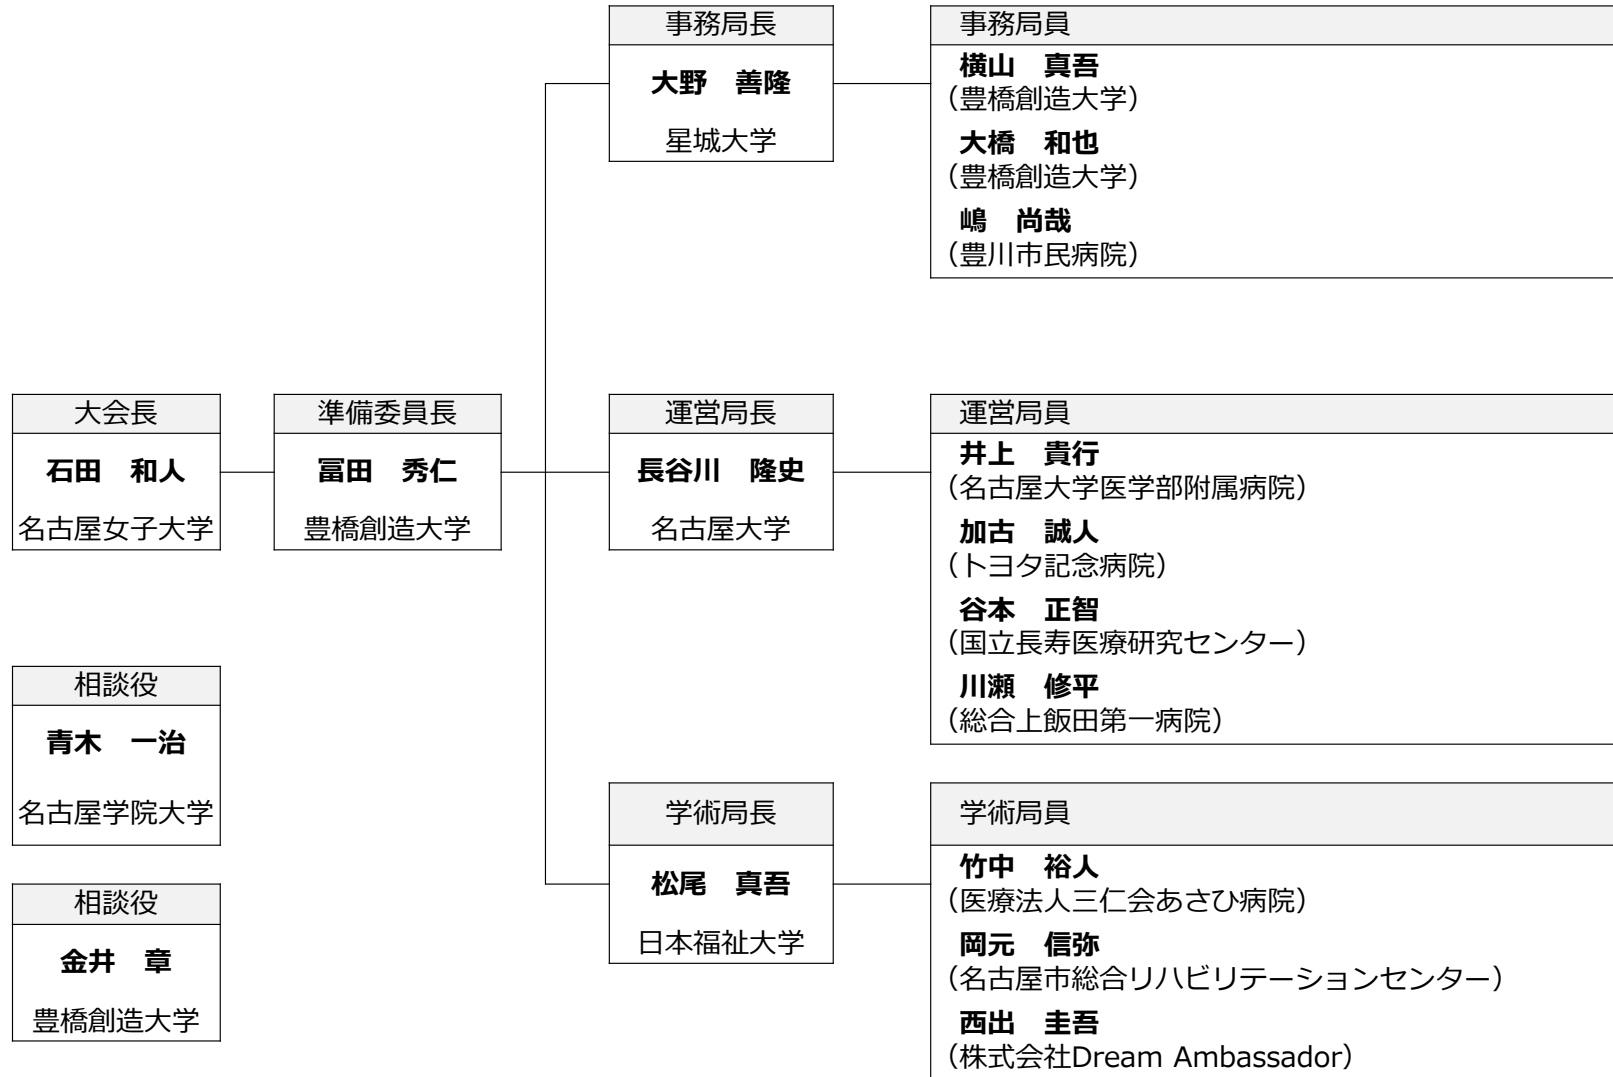 事務局長
大野　善隆
星城大学
事務局員
横山　真吾
（豊橋創造大学）
大橋　和也
（豊橋創造大学）
嶋　尚哉
（豊川市民病院）
大会長
石田　和人
名古屋女子大学
準備委員長
冨田　秀仁
豊橋創造大学
運営局長
長谷川　隆史
名古屋大学
運営局員
井上　貴行
（名古屋大学医学部附属病院）
加古　誠人
（トヨタ記念病院）
谷本　正智
（国立長寿医療研究センター）
川瀬　修平
（総合上飯田第一病院）
相談役
青木　一治
名古屋学院大学
相談役
金井　章
豊橋創造大学
学術局長
松尾　真吾
日本福祉大学
学術局員
竹中　裕人
（医療法人三仁会あさひ病院）
岡元　信弥
（名古屋市総合リハビリテーションセンター）
西出　圭吾
（株式会社Dream Ambassador）